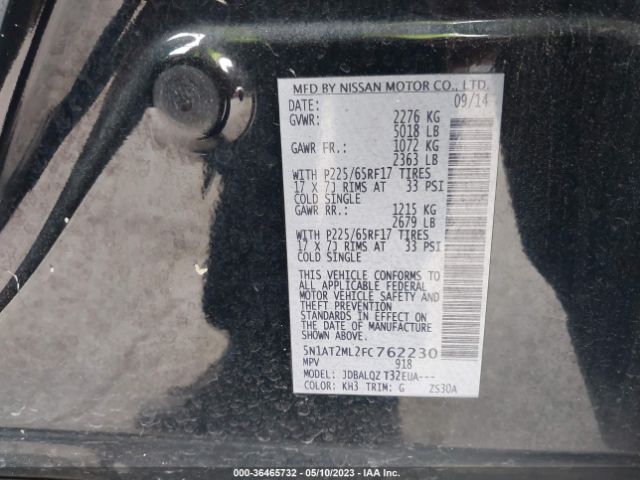 MFD BY NISSAN MOTOR CO., LTD.
DATE: 09/14
GVWR: 2276 KG
5018 LB
GAWR FR.: 1072 KG
2363 LB
WITH P225/65RF17 TIRES
17 X 7J RIMS AT 33 PSI
COLD SINGLE
GAWR RR.: 1215 KG
2679 LB
WITH P225/65RF17 TIRES
17 X 7J RIMS AT 33 PSI
COLD SINGLE
THIS VEHICLE CONFORMS TO
ALL APPLICABLE FEDERAL
MOTOR VEHICLE SAFETY AND
THEFT PREVENTION
STANDARDS IN EFFECT ON
THE DATE OF MANUFACTURE
SHOWN ABOVE.
5N1AT2ML2FC762230
MPV 918
MODEL: JDBALQZ T32EUA---
COLOR: KH3 TRIM: G ZS30A
000-36465732 - 05/10/2023 - IAA Inc.